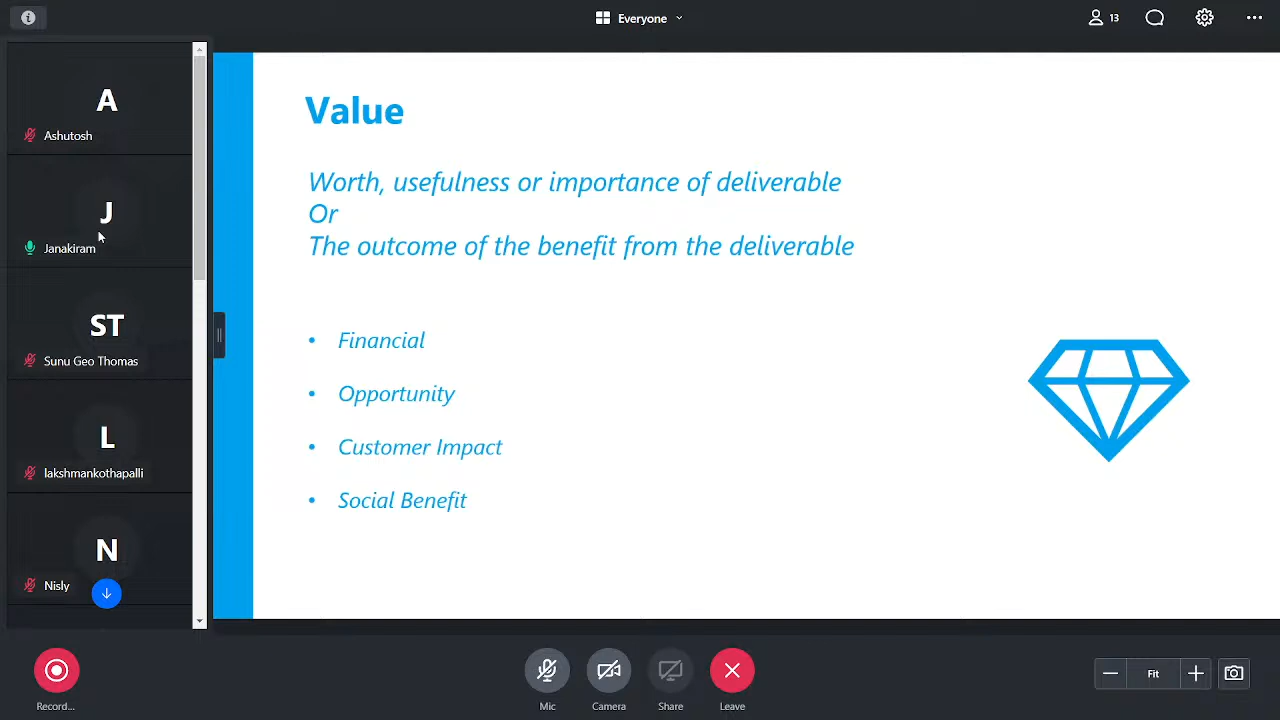 Everyone
13
A
Ashutosh
J
Janakiram
ST
Sunu Geo Thomas
L
lakshmankothapalli
N
Nisly
Value
Worth, usefulness or importance of deliverable
Or
The outcome of the benefit from the deliverable
• Financial
• Opportunity
• Customer Impact
• Social Benefit
Record...
Mic
Camera
Share
Leave
Fit